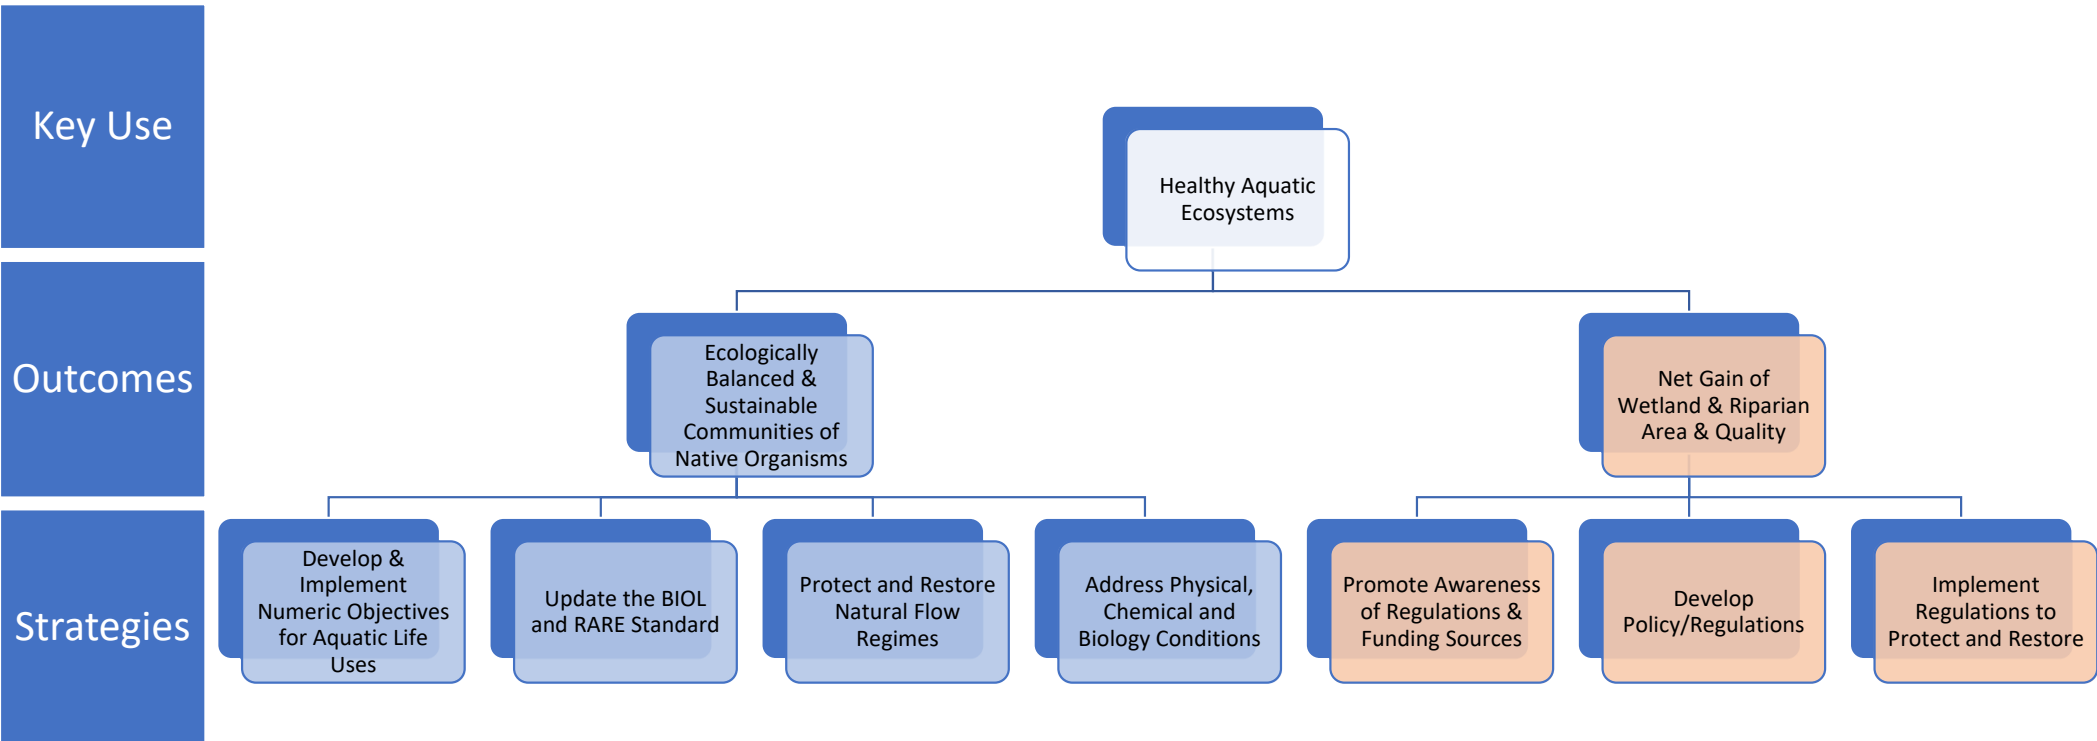 Key Use
Healthy Aquatic
Ecosystems
Outcomes
Ecologically
Balanced &
Sustainable
Communities of
Native Organisms
Net Gain of
Wetland & Riparian
Area & Quality
Strategies
Develop &
Implement
Numeric Objectives
for Aquatic Life
Uses
Update the BIOL
and RARE Standard
Protect and Restore
Natural Flow
Regimes
Address Physical,
Chemical and
Biology Conditions
Promote Awareness
of Regulations &
Funding Sources
Develop
Policy/Regulations
Implement
Regulations to
Protect and Restore